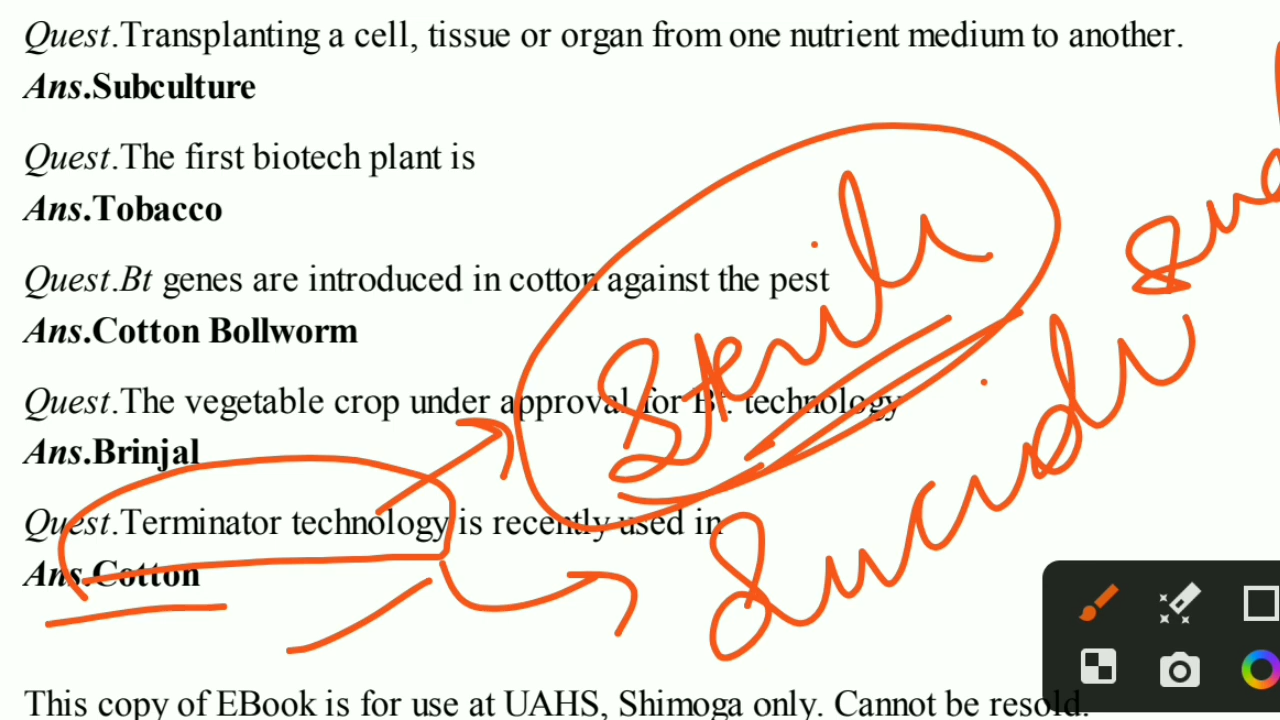 Quest.Transplanting a cell, tissue or organ from one nutrient medium to another.
Ans.Subculture
Quest.The first biotech plant is
Ans.Tobacco
Quest.Bt genes are introduced in cotton against the pest
Ans.Cotton Bollworm
Quest.The vegetable crop under approval for Bt. technology
Ans.Brinjal
Quest.Terminator technology is recently used in
Ans.Cotton
This copy of EBook is for use at UAHS, Shimoga only. Cannot be resold.